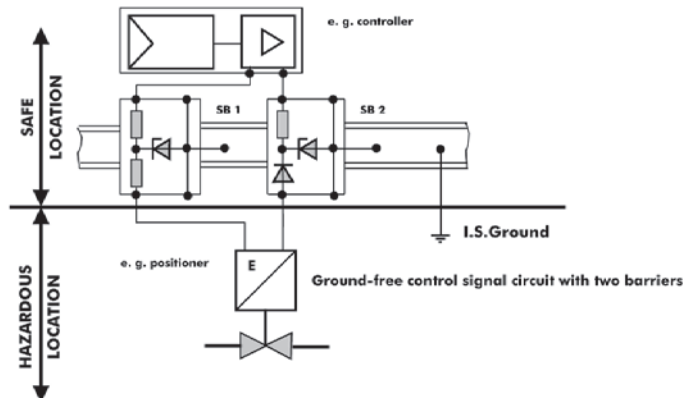 e. g. controller
SB 1
SB 2
SAFE
LOCATION
I.S.Ground
e. g. positioner
E
Ground-free control signal circuit with two barriers
HAZARDOUS
LOCATION